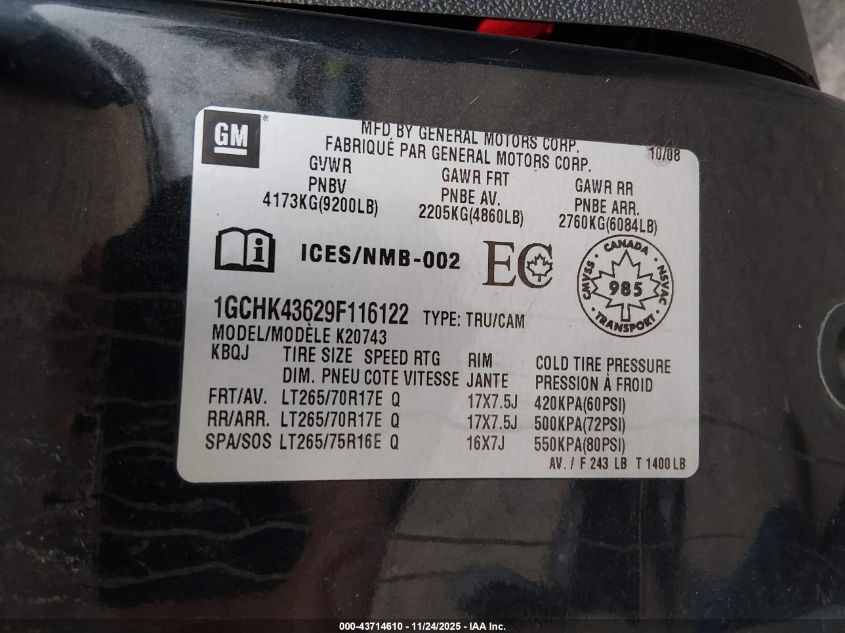 GM
MFD BY GENERAL MOTORS CORP.
FABRIQUÉ PAR GENERAL MOTORS CORP.
10/08
GVWR GAWR FRT GAWR RR
PNBV PNBE AV. PNBE ARR.
4173KG(9200LB) 2205KG(4860LB) 2760KG(6084LB)
i ICES/NMB-002 EC
CANADA
CMVSS 985 NSVAC
TRANSPORT
1GCHK43629F116122 TYPE: TRU/CAM
MODEL/MODÈLE K20743
KBQJ TIRE SIZE SPEED RTG RIM COLD TIRE PRESSURE
DIM. PNEU COTE VITESSE JANTE PRESSION À FROID
FRT/AV. LT265/70R17E Q 17X7.5J 420KPA(60PSI)
RR/ARR. LT265/70R17E Q 17X7.5J 500KPA(72PSI)
SPA/SOS LT265/75R16E Q 16X7J 550KPA(80PSI)
AV. / F 243 LB T 1400 LB
000-43714610 - 11/24/2025 - IAA Inc.